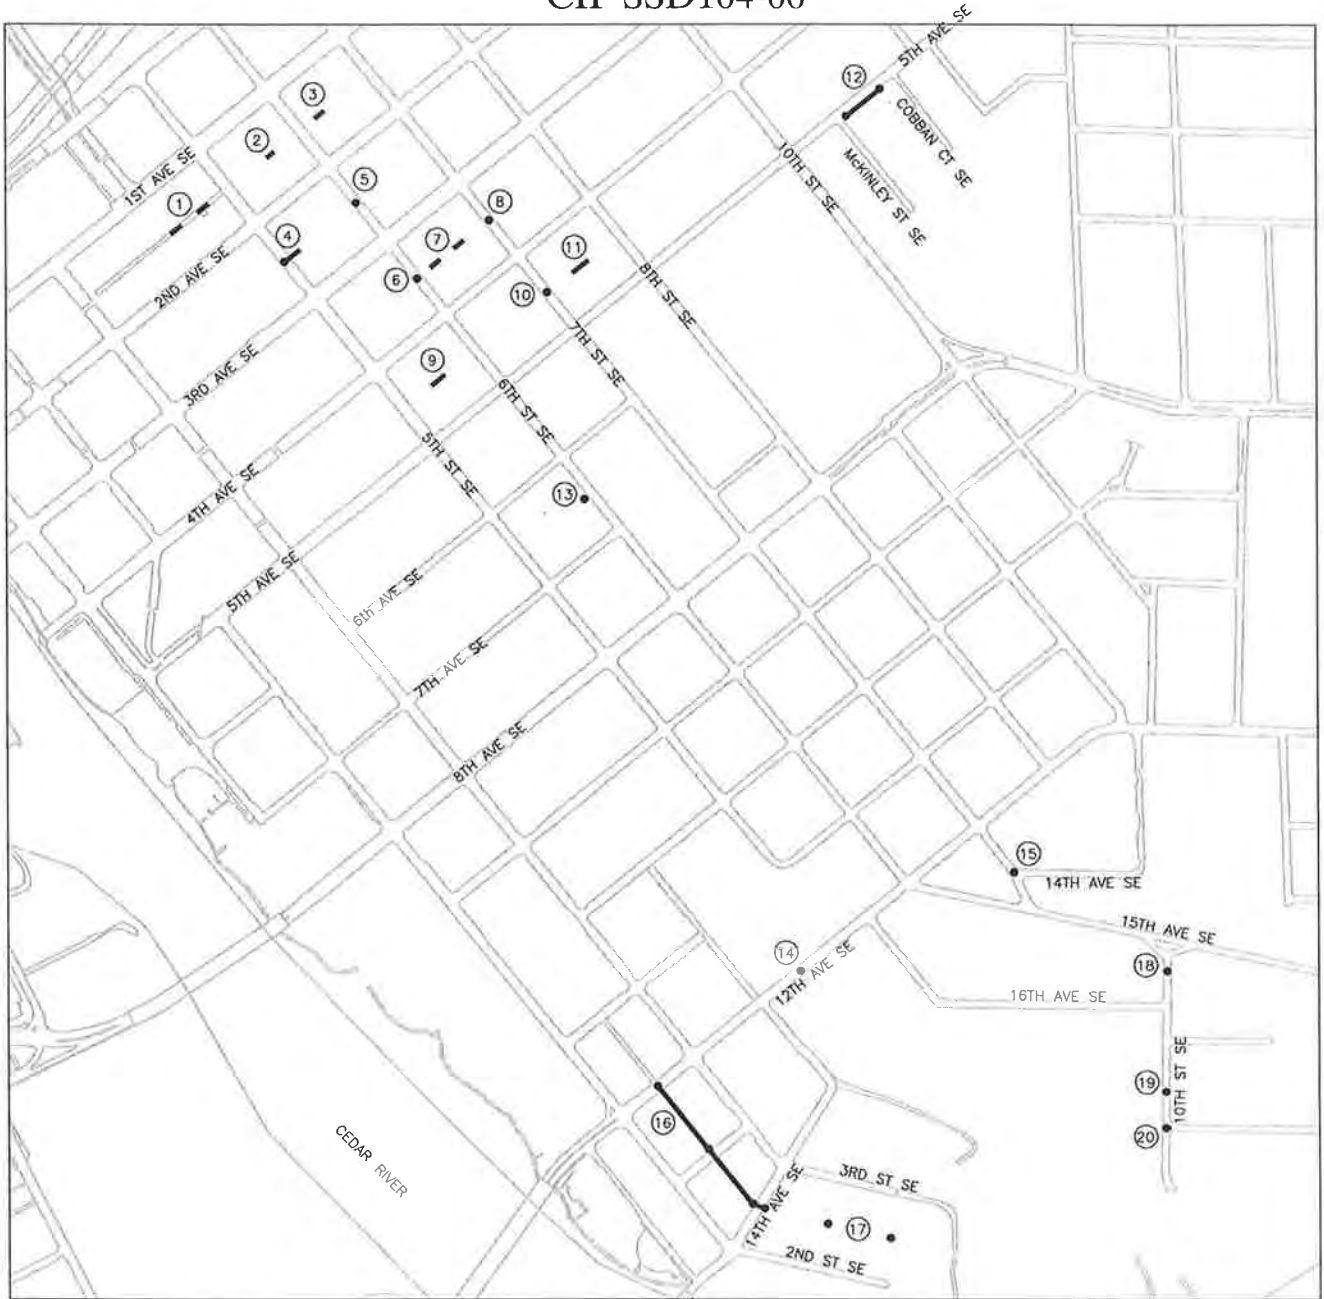 CIP SSD104-06
5TH AVE SE
12
COBBAN CT SE
3
2
10TH ST SE
McKINLEY ST SE
1ST AVE SE
5
1
8
4
7
11
2ND AVE SE
6
8TH ST SE
10
7TH ST SE
3RD AVE SE
9
6TH ST SE
5TH ST SE
4TH AVE SE
13
5TH AVE SE
6th AVE SE
7TH AVE SE
8TH AVE SE
15
14TH AVE SE
15TH AVE SE
14
12TH AVE SE
18
16TH AVE SE
19
10TH ST SE
20
16
CEDAR RIVER
3RD ST SE
14TH AVE SE
17
2ND ST SE